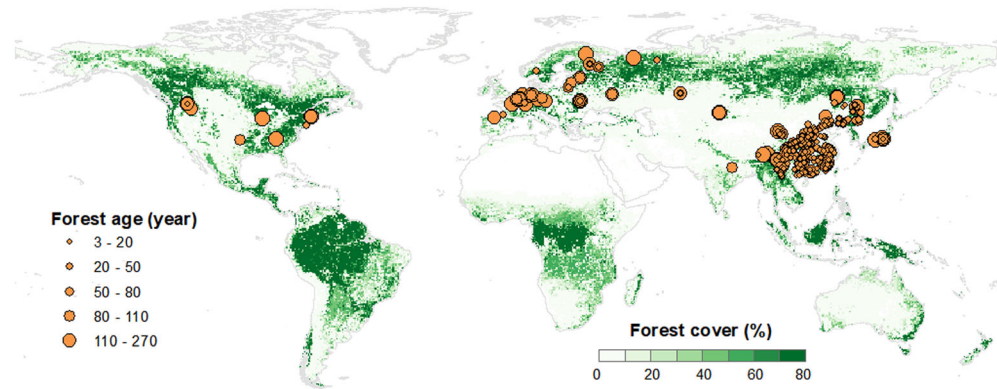 Forest age (year)
3 - 20
20 - 50
50 - 80
80 - 110
110 - 270
Forest cover (%)
0 20 40 60 80